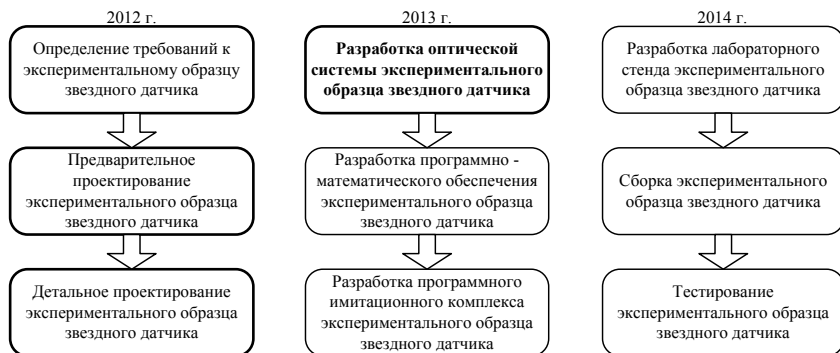 2012 г.
Определение требований к
экспериментальному образцу
звездного датчика
Предварительное
проектирование
экспериментального образца
звездного датчика
Детальное проектирование
экспериментального образца
звездного датчика
2013 г.
Разработка оптической
системы экспериментального
образца звездного датчика
Разработка программно -
математического обеспечения
экспериментального образца
звездного датчика
Разработка программного
имитационного комплекса
экспериментального образца
звездного датчика
2014 г.
Разработка лабораторного
стенда экспериментального
образца звездного датчика
Сборка экспериментального
образца звездного датчика
Тестирование
экспериментального образца
звездного датчика